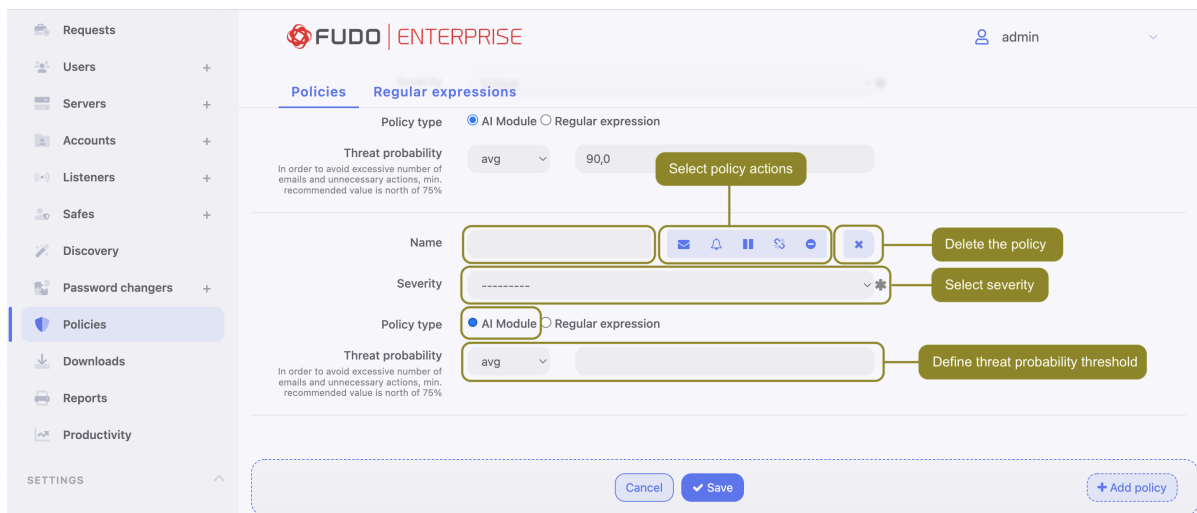 Requests
Users
Servers
Accounts
Listeners
Safes
Discovery
Password changers
Policies
Downloads
Reports
Productivity
SETTINGS
FUDO ENTERPRISE
admin
Policies Regular expressions
Policy type AI Module Regular expression
Threat probability avg 90,0
In order to avoid excessive number of
emails and unnecessary actions, min.
recommended value is north of 75%
Select policy actions
Name
Delete the policy
Severity ---------
Select severity
Policy type AI Module Regular expression
Threat probability avg
In order to avoid excessive number of
emails and unnecessary actions, min.
recommended value is north of 75%
Define threat probability threshold
Cancel Save + Add policy